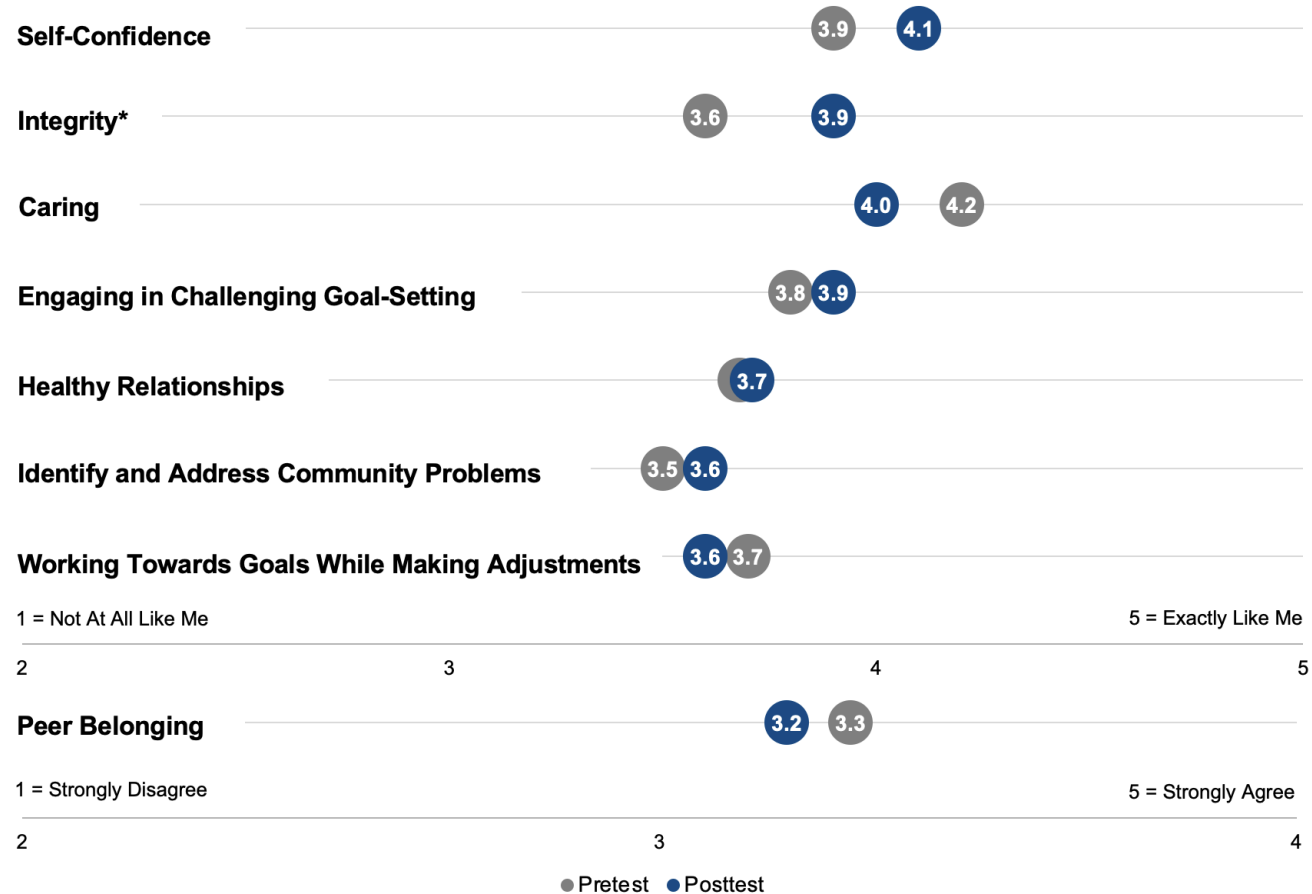 Self-Confidence 3.9 4.1
Integrity* 3.6 3.9
Caring 4.0 4.2
Engaging in Challenging Goal-Setting 3.8 3.9
Healthy Relationships 3.7
Identify and Address Community Problems 3.5 3.6
Working Towards Goals While Making Adjustments 3.6 3.7
1 = Not At All Like Me 5 = Exactly Like Me
2 3 4 5
Peer Belonging 3.2 3.3
1 = Strongly Disagree 5 = Strongly Agree
2 3 4
Pretest Posttest